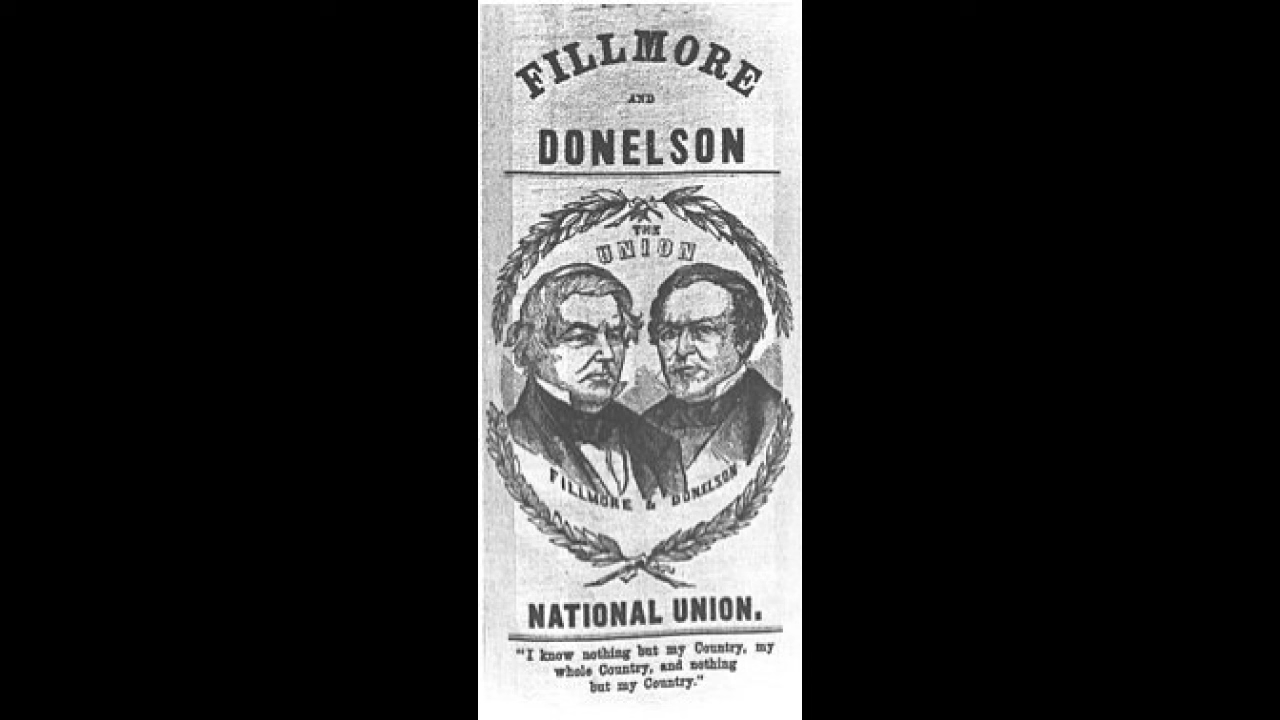 FILLMORE
AND
DONELSON
THE
UNION
FILLMORE & DONELSON
NATIONAL UNION.
"I know nothing but my Country, my
whole Country, and nothing
but my Country."